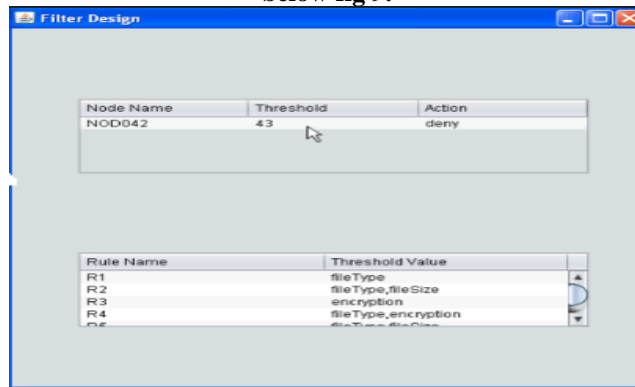 Filter Design
Node Name Threshold Action
NOD042 43 deny
Rule Name Threshold Value
R1 fileType
R2 fileType,fileSize
R3 encryption
R4 fileType,encryption